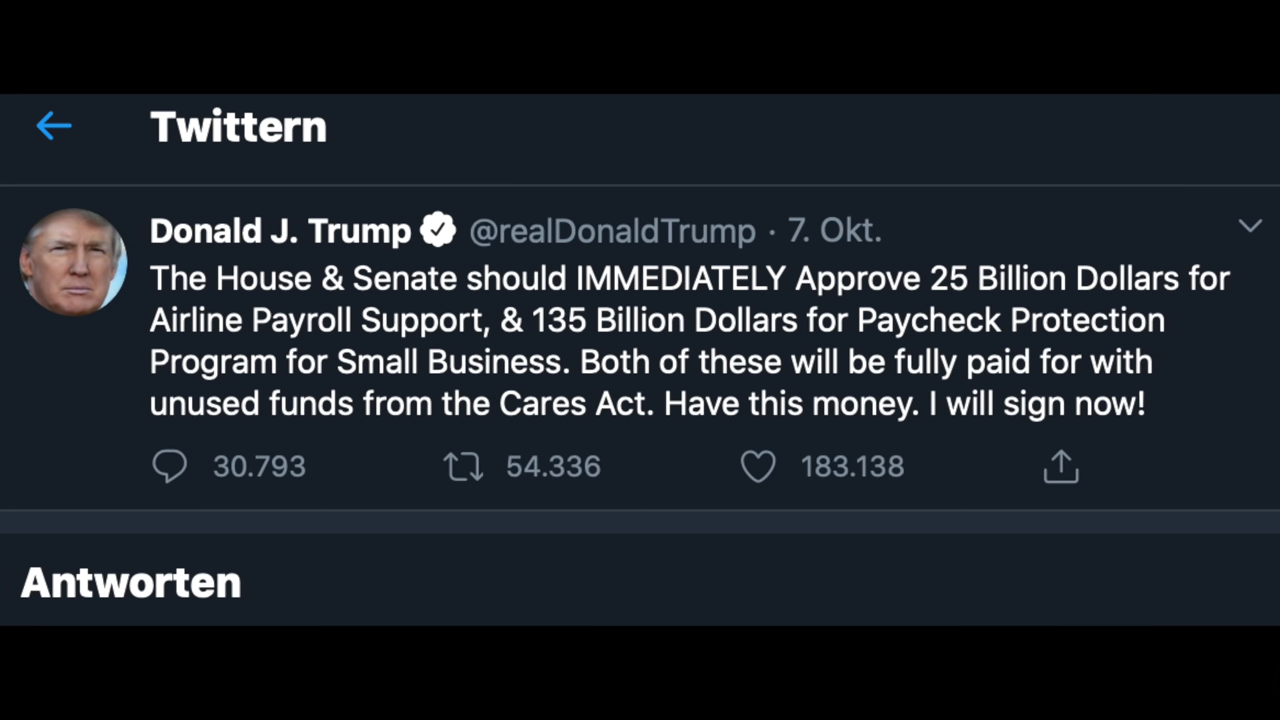 Twittern
Donald J. Trump @realDonaldTrump · 7. Okt.
The House & Senate should IMMEDIATELY Approve 25 Billion Dollars for
Airline Payroll Support, & 135 Billion Dollars for Paycheck Protection
Program for Small Business. Both of these will be fully paid for with
unused funds from the Cares Act. Have this money. I will sign now!
30.793 54.336 183.138
Antworten